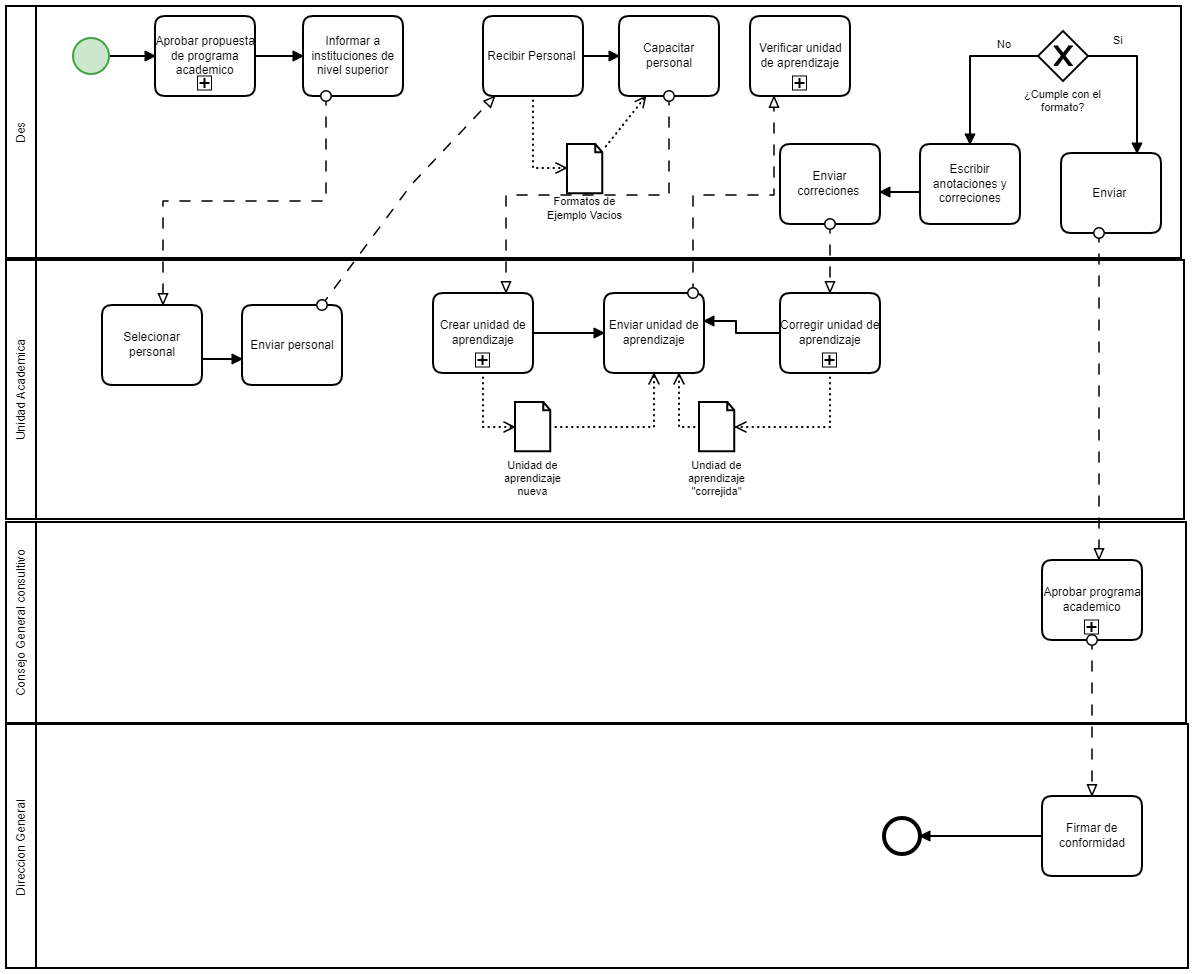 Des
Aprobar propuesta
de programa
academico
Informar a
instituciones de
nivel superior
Recibir Personal
Capacitar
personal
Verificar unidad
de aprendizaje
No
Si
¿Cumple con el
formato?
Formatos de
Ejemplo Vacios
Enviar
correciones
Escribir
anotaciones y
correciones
Enviar
Unidad Academica
Selecionar
personal
Enviar personal
Crear unidad de
aprendizaje
Enviar unidad de
aprendizaje
Corregir unidad de
aprendizaje
Unidad de
aprendizaje
nueva
Undiad de
aprendizaje
"correjida"
Consejo General consultivo
Aprobar programa
academico
Direccion General
Firmar de
conformidad